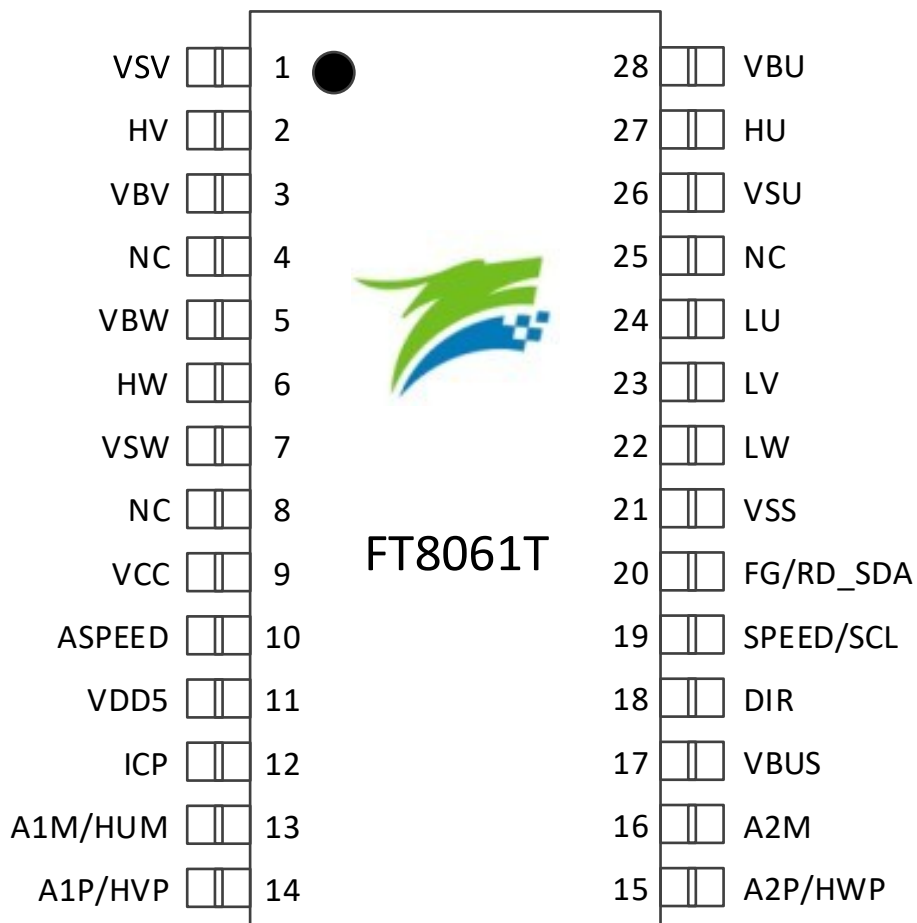 VSV 1 28 VBU
HV 2 27 HU
VBV 3 26 VSU
NC 4 25 NC
VBW 5 24 LU
HW 6 23 LV
VSW 7 22 LW
NC 8 21 VSS
FT8061T
VCC 9 20 FG/RD_SDA
ASPEED 10 19 SPEED/SCL
VDD5 11 18 DIR
ICP 12 17 VBUS
A1M/HUM 13 16 A2M
A1P/HVP 14 15 A2P/HWP